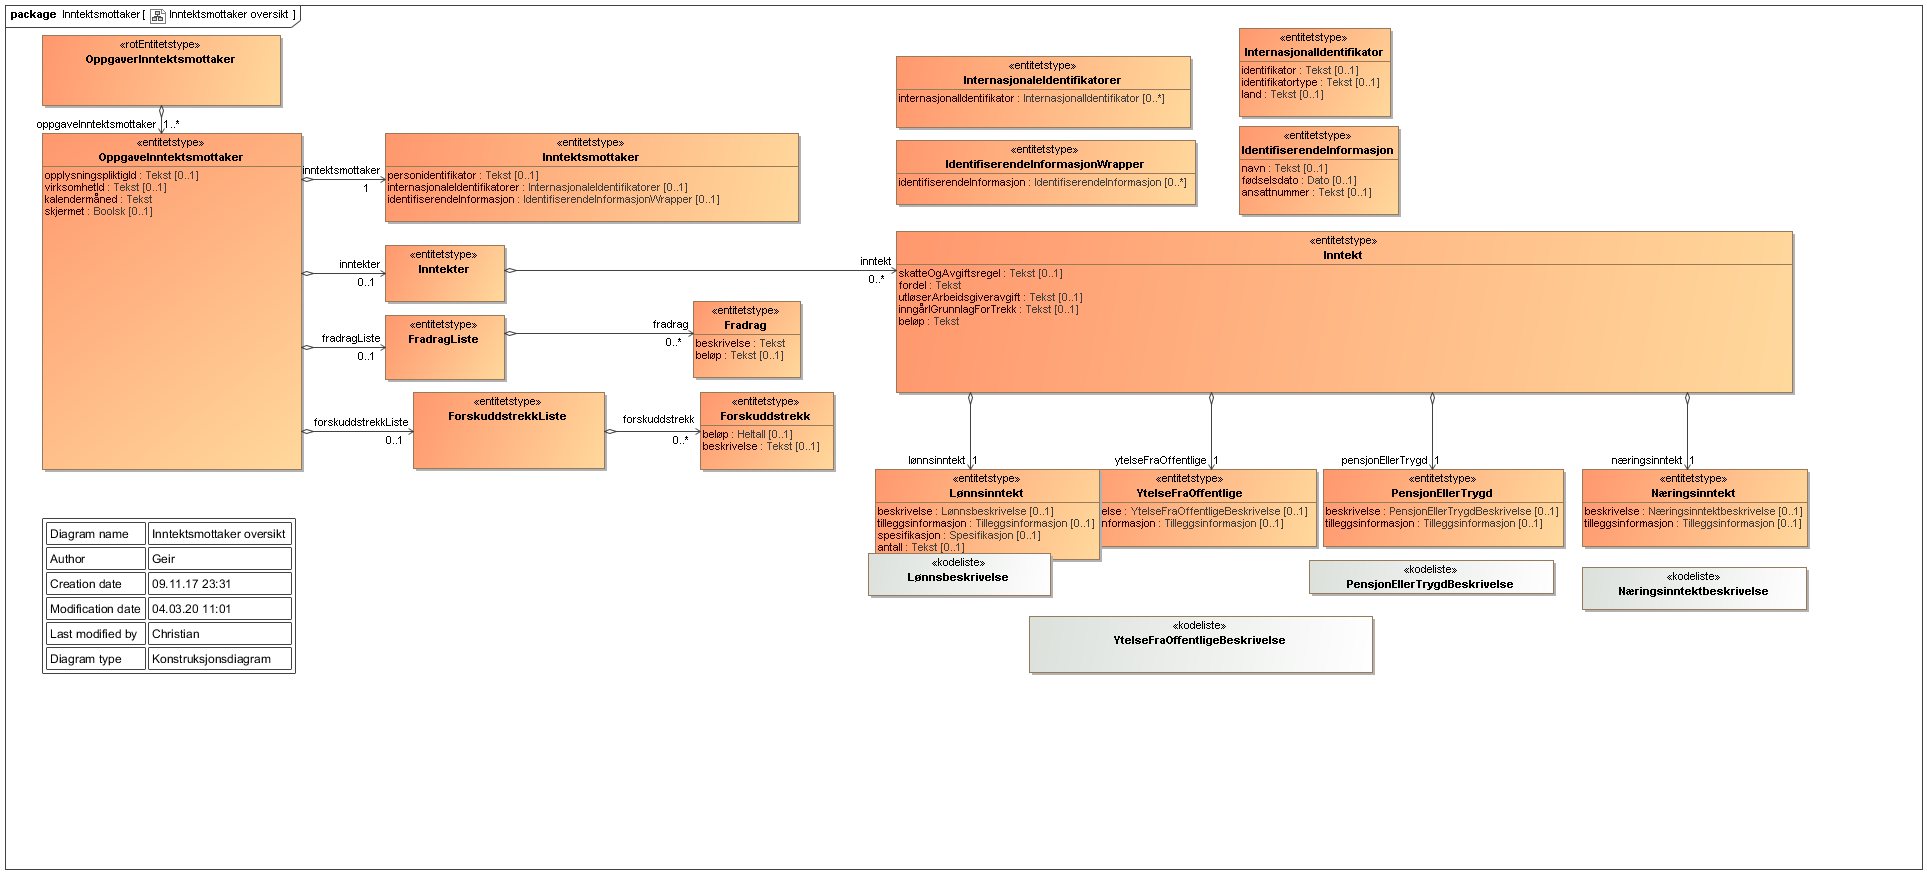 package Inntektsmottaker [ Inntektsmottaker oversikt ]
«rotEntitetstype»
OppgaverInntektsmottaker
oppgaveInntektsmottaker 1..*
«entitetstype»
OppgaveInntektsmottaker
opplysningspliktigId : Tekst [0..1]
virksomhetId : Tekst [0..1]
kalendermåned : Tekst
skjermet : Boolsk [0..1]
inntektsmottaker
1
«entitetstype»
Inntektsmottaker
personidentifikator : Tekst [0..1]
internasjonaleIdentifikatorer : InternasjonaleIdentifikatorer [0..1]
identifiserendeInformasjon : IdentifiserendeInformasjonWrapper [0..1]
«entitetstype»
InternasjonaleIdentifikatorer
internasjonalIdentifikator : InternasjonalIdentifikator [0..*]
«entitetstype»
InternasjonalIdentifikator
identifikator : Tekst [0..1]
identifikatortype : Tekst [0..1]
land : Tekst [0..1]
«entitetstype»
IdentifiserendeInformasjonWrapper
identifiserendeInformasjon : IdentifiserendeInformasjon [0..*]
«entitetstype»
IdentifiserendeInformasjon
navn : Tekst [0..1]
fødselsdato : Dato [0..1]
ansattnummer : Tekst [0..1]
inntekter
0..1
«entitetstype»
Inntekter
inntekt
0..*
«entitetstype»
Inntekt
skatteOgAvgiftsregel : Tekst [0..1]
fordel : Tekst
utløserArbeidsgiveravgift : Tekst [0..1]
inngårIGrunnlagForTrekk : Tekst [0..1]
beløp : Tekst
fradragListe
0..1
«entitetstype»
FradragListe
fradrag
0..*
«entitetstype»
Fradrag
beskrivelse : Tekst
beløp : Tekst [0..1]
forskuddstrekkListe
0..1
«entitetstype»
ForskuddstrekkListe
forskuddstrekk
0..*
«entitetstype»
Forskuddstrekk
beløp : Heltall [0..1]
beskrivelse : Tekst [0..1]
lønnsinntekt 1
ytelseFraOffentlige 1
pensjonEllerTrygd 1
næringsinntekt 1
«entitetstype»
Lønnsinntekt
beskrivelse : Lønnsbeskrivelse [0..1]
tilleggsinformasjon : Tilleggsinformasjon [0..1]
spesifikasjon : Spesifikasjon [0..1]
antall : Tekst [0..1]
«entitetstype»
YtelseFraOffentlige
else : YtelseFraOffentligeBeskrivelse [0..1]
nformasjon : Tilleggsinformasjon [0..1]
«entitetstype»
PensjonEllerTrygd
beskrivelse : PensjonEllerTrygdBeskrivelse [0..1]
tilleggsinformasjon : Tilleggsinformasjon [0..1]
«entitetstype»
Næringsinntekt
beskrivelse : Næringsinntektbeskrivelse [0..1]
tilleggsinformasjon : Tilleggsinformasjon [0..1]
«kodeliste»
Lønnsbeskrivelse
«kodeliste»
PensjonEllerTrygdBeskrivelse
«kodeliste»
Næringsinntektbeskrivelse
«kodeliste»
YtelseFraOffentligeBeskrivelse
Diagram name Inntektsmottaker oversikt
Author Geir
Creation date 09.11.17 23:31
Modification date 04.03.20 11:01
Last modified by Christian
Diagram type Konstruksjonsdiagram